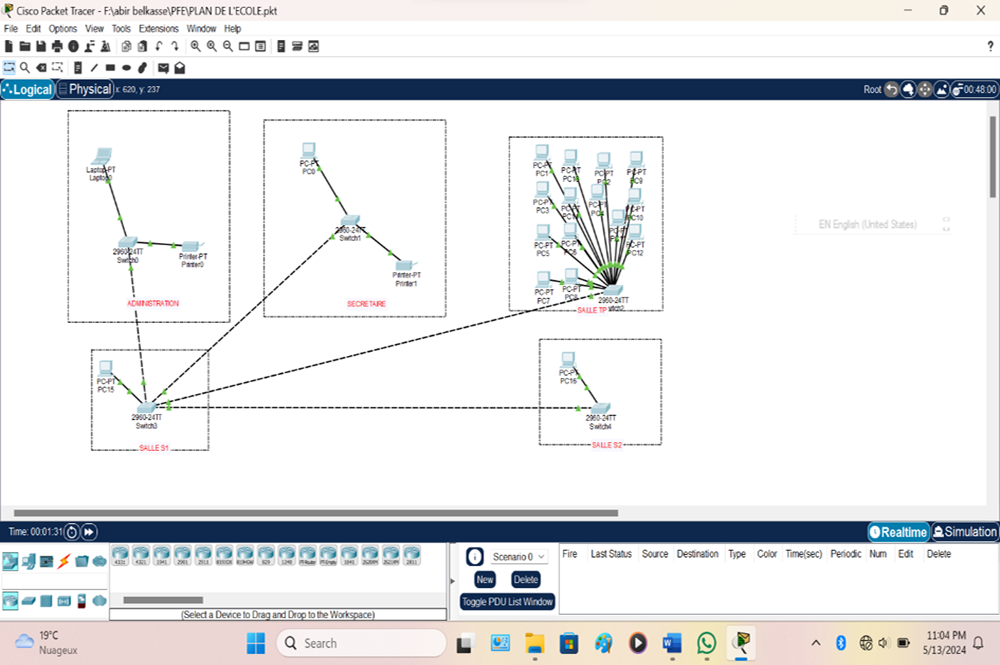 Cisco Packet Tracer - F:\abir belkasse\PFE\PLAN DE L'ECOLE.pkt
File Edit Options View Tools Extensions Window Help
?
Logical Physical x: 620, y: 237 Root 00:48:00
Laptop-PT
Laptop0
2960-24TT
Switch0
Printer-PT
Printer0
ADMINISTRATION
PC-PT
PC0
2960-24TT
Switch1
Printer-PT
Printer1
SECRETAIRE
PC-PT
PC1
PC-PT
PC-PT
PC2
PC-PT
PC9
PC-PT
PC3
PC-PT
PC-PT
PC-PT
PC10
PC-PT
PC-PT
PC5
PC-PT
PC6
PC-PT
PC12
PC-PT
PC7
PC-PT
PC8
2960-24TT
SALLE TP
EN English (United States)
PC-PT
PC15
2960-24TT
Switch3
SALLE S1
PC-PT
PC16
2960-24TT
Switch4
SALLE S2
Time: 00:01:31 Realtime Simulation
4331 4321 1941 2901 2911 819IOX 819HGW 829 1240 PT-Router PT-Empty 1841 2620XM 2621XM 2811
(Select a Device to Drag and Drop to the Workspace)
Scenario 0
New Delete
Toggle PDU List Window
Fire Last Status Source Destination Type Color Time(sec) Periodic Num Edit Delete
19°C
Nuageux
Search
11:04 PM
5/13/2024